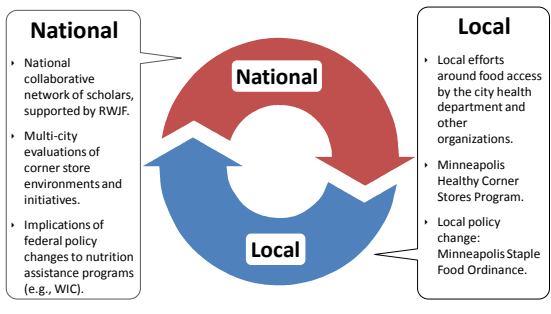 National
National
collaborative
network of scholars,
supported by RWJF.
Multi-city
evaluations of
corner store
environments and
initiatives.
Implications of
federal policy
changes to nutrition
assistance programs
(e.g., WIC).
National
Local
Local
Local efforts
around food access
by the city health
department and
other
organizations.
Minneapolis
Healthy Corner
Stores Program.
Local policy
change:
Minneapolis Staple
Food Ordinance.